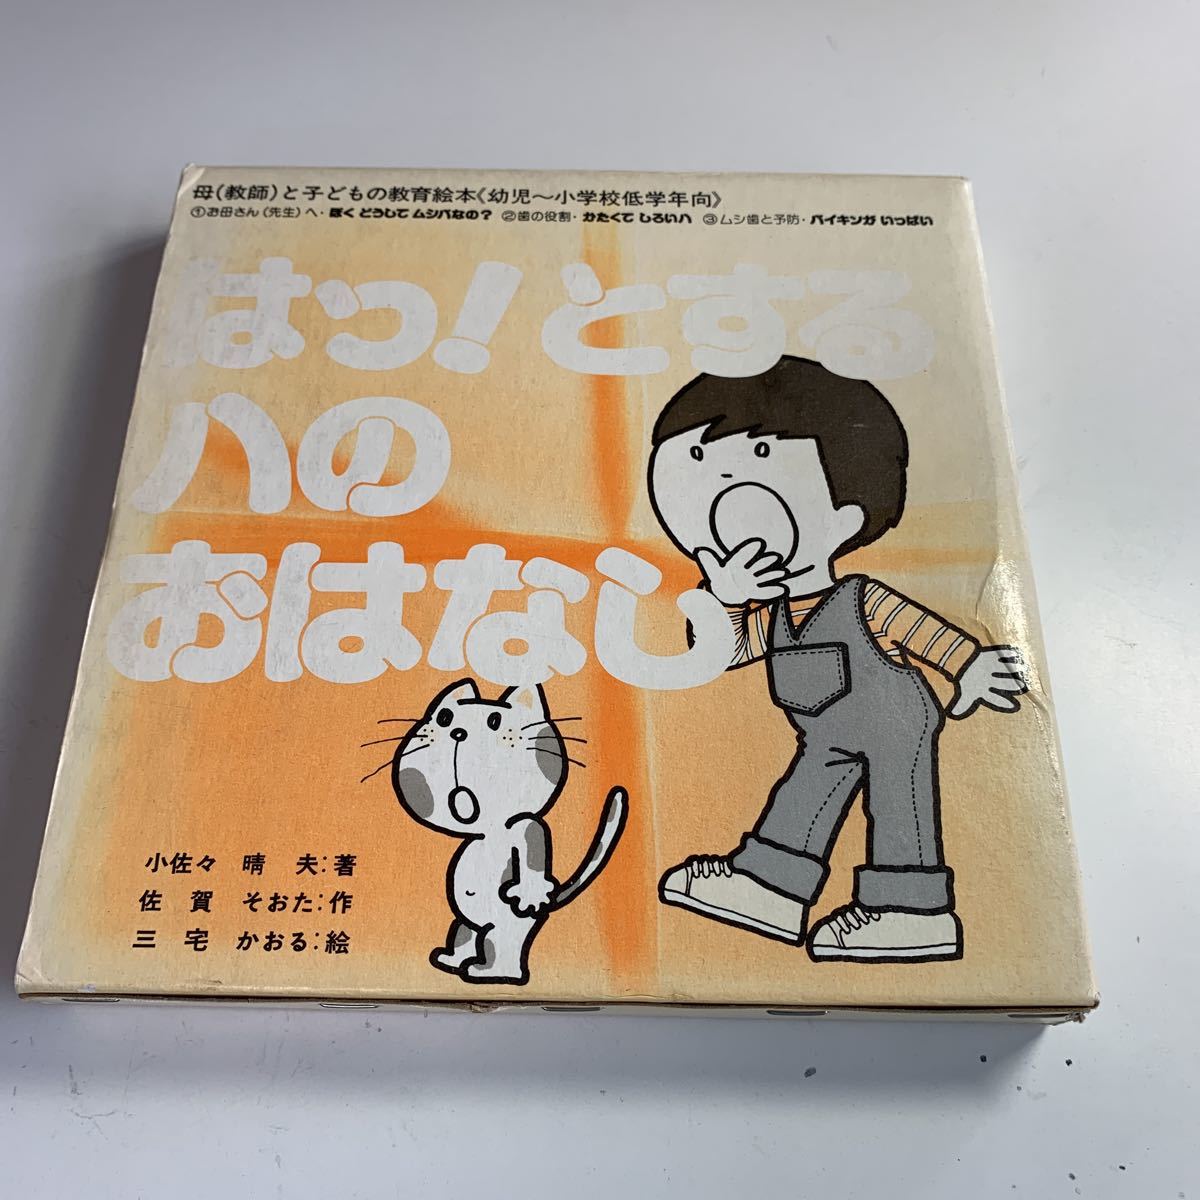 母(教師)と子どもの教育絵本《幼児〜小学校低学年向》
①お母さん(先生)へ・ぼく どうして ムシバなの? ②歯の役割・かたくて しろいハ ③ムシ歯と予防・バイキンが いっぱい
はっ!とする
ハの
おはなし
小佐々 晴夫:著
佐賀 そおた:作
三宅 かおる:絵